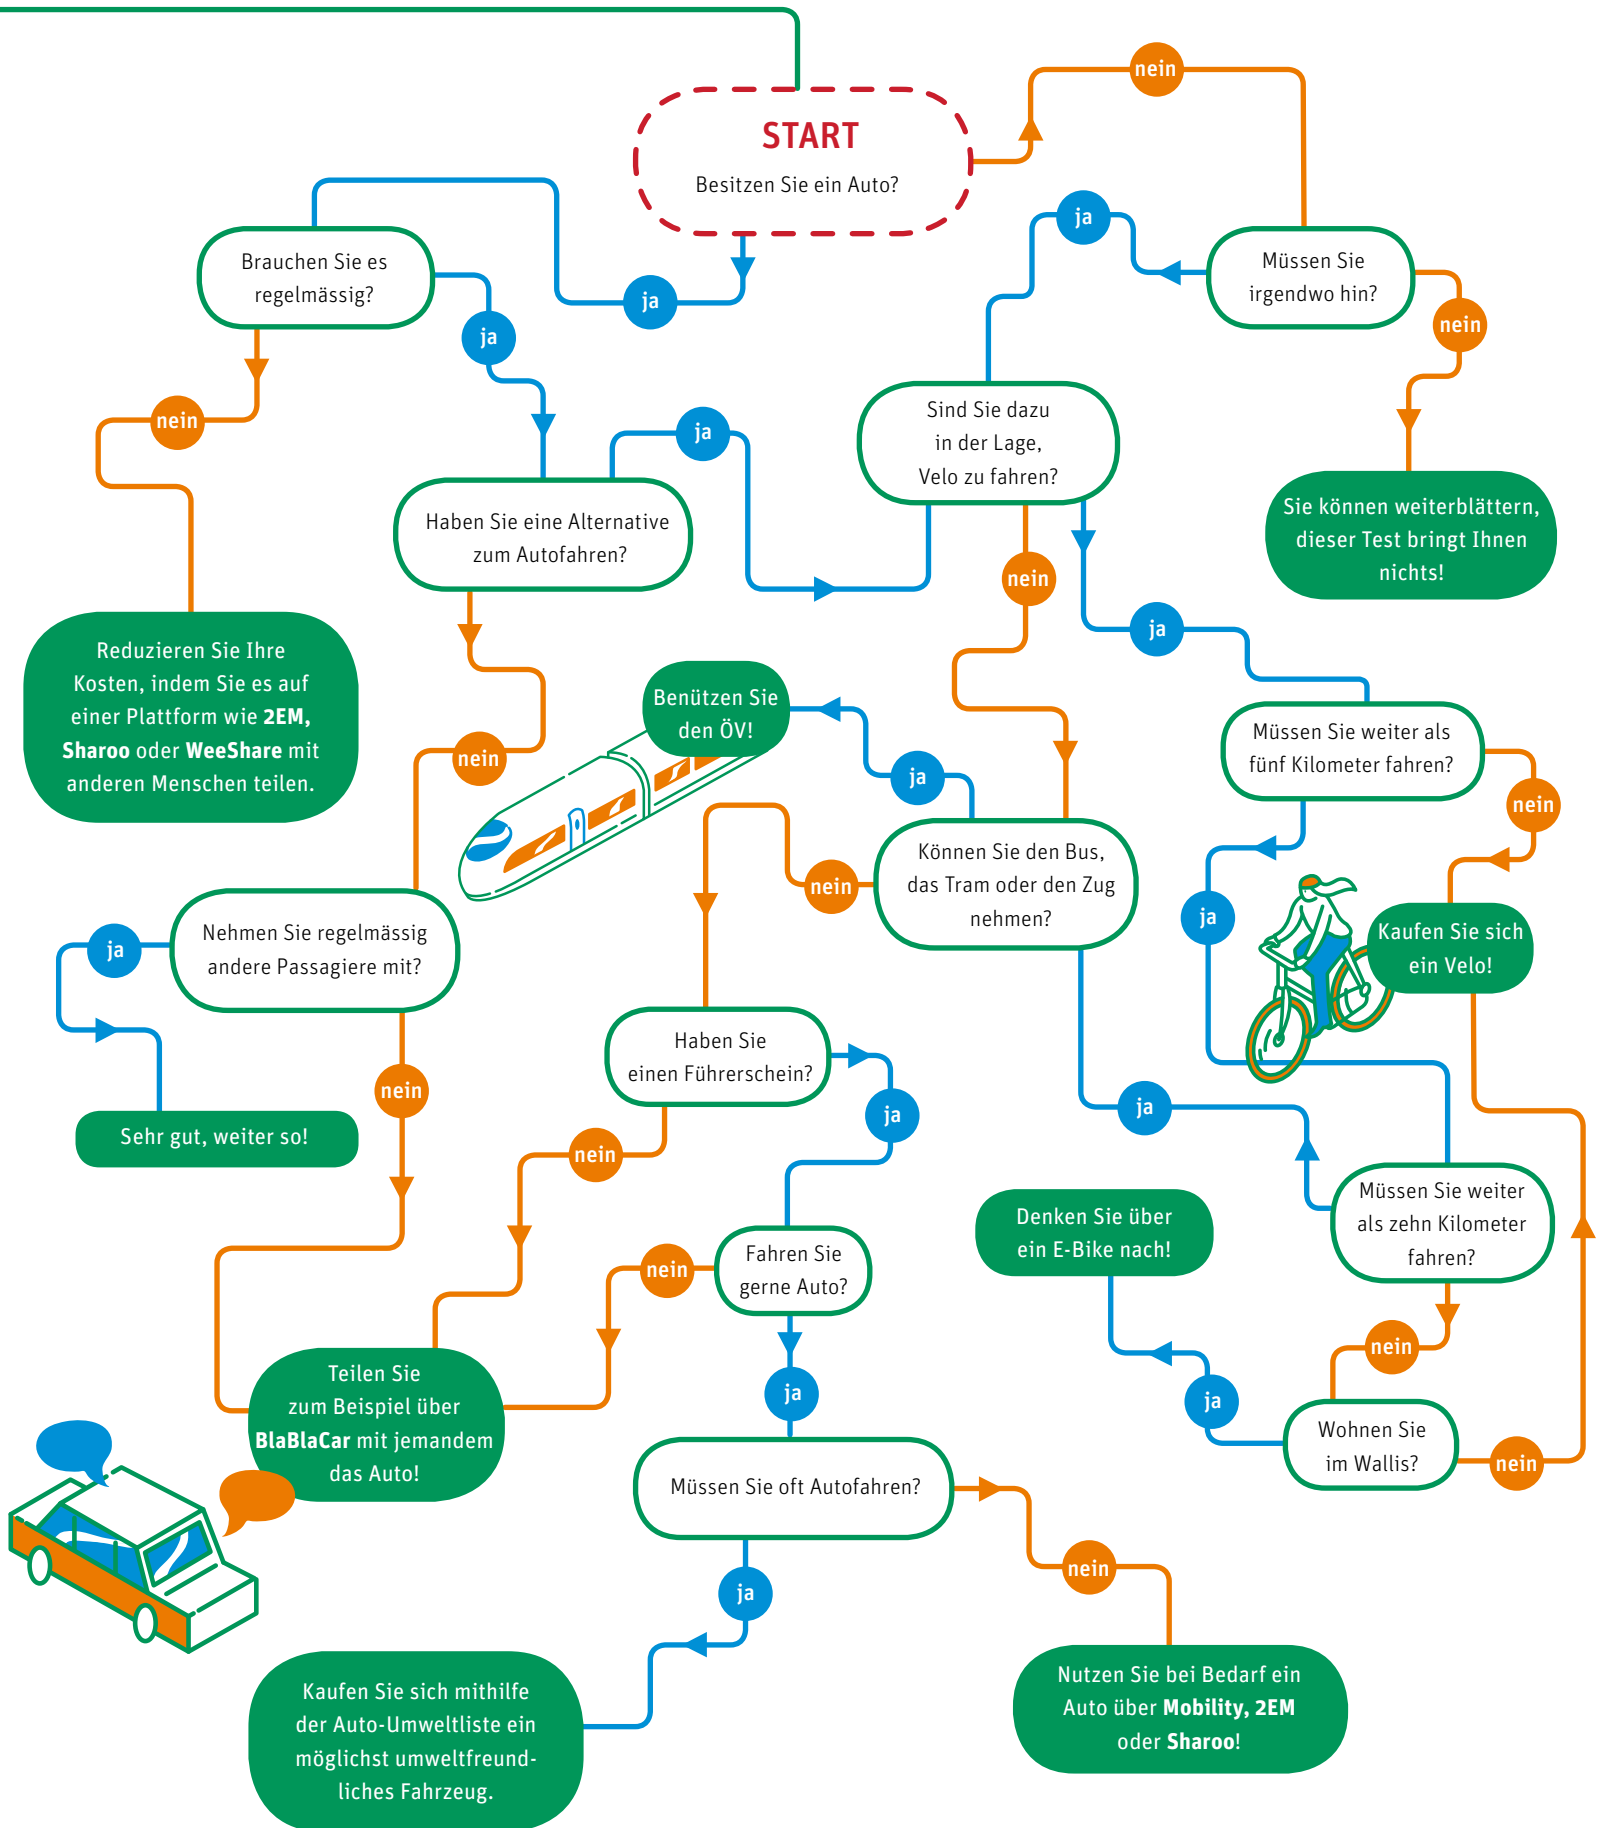 nein
START
Besitzen Sie ein Auto?
ja
Brauchen Sie es
regelmässig?
ja
ja
Müssen Sie
irgendwo hin?
nein
nein
ja
Sind Sie dazu
in der Lage,
Velo zu fahren?
Haben Sie eine Alternative
zum Autofahren?
Sie können weiterblättern,
dieser Test bringt Ihnen
nichts!
nein
ja
Reduzieren Sie Ihre
Kosten, indem Sie es auf
einer Plattform wie 2EM,
Sharoo oder WeeShare mit
anderen Menschen teilen.
Benützen Sie
den ÖV!
nein
ja
Müssen Sie weiter als
fünf Kilometer fahren?
nein
Können Sie den Bus,
das Tram oder den Zug
nehmen?
nein
ja
Kaufen Sie sich
ein Velo!
ja
Nehmen Sie regelmässig
andere Passagiere mit?
Haben Sie
einen Führerschein?
nein
ja
ja
Sehr gut, weiter so!
nein
Müssen Sie weiter
als zehn Kilometer
fahren?
Denken Sie über
ein E-Bike nach!
Fahren Sie
gerne Auto?
nein
nein
ja
ja
Teilen Sie
zum Beispiel über
BlaBlaCar mit jemandem
das Auto!
Wohnen Sie
im Wallis?
nein
Müssen Sie oft Autofahren?
nein
ja
Kaufen Sie sich mithilfe
der Auto-Umweltliste ein
möglichst umweltfreund-
liches Fahrzeug.
Nutzen Sie bei Bedarf ein
Auto über Mobility, 2EM
oder Sharoo!